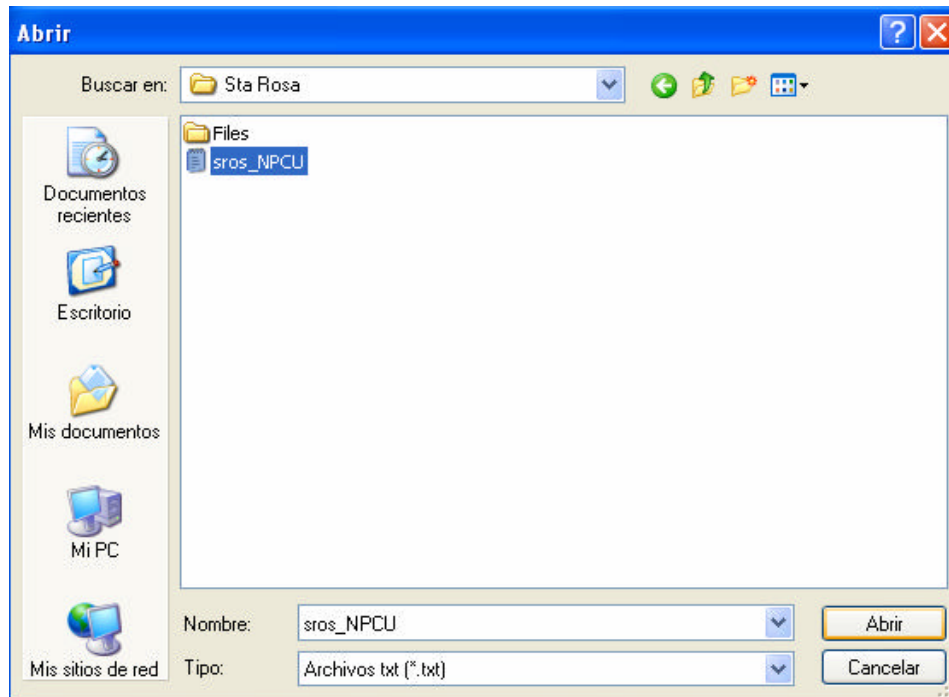 Abrir
Buscar en: Sta Rosa
Files
sros_NPCU
Documentos
recientes
Escritorio
Mis documentos
Mi PC
Mis sitios de red
Nombre: sros_NPCU Abrir
Tipo: Archivos txt (*.txt) Cancelar